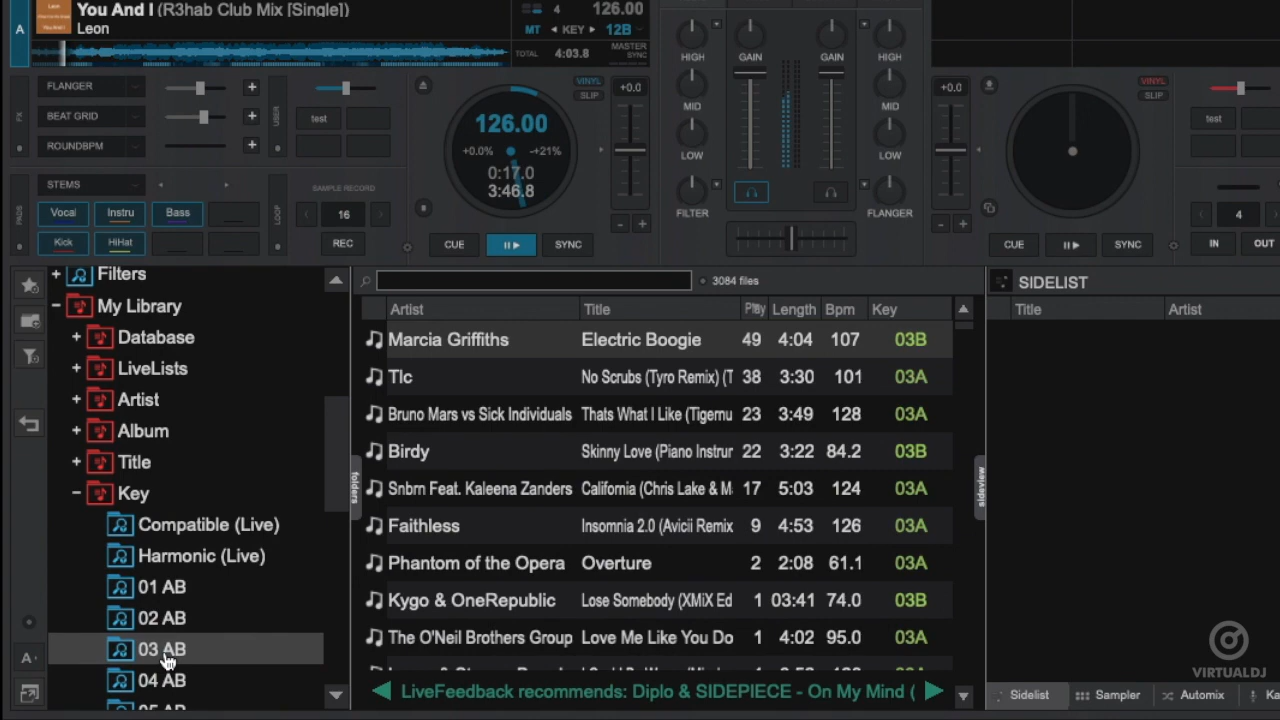 A
You And I (R3hab Club Mix [Single])
Leon
4
126.00
MT ◄ KEY ► 12B
TOTAL 4:03.8 MASTER SYNC
FX
FLANGER
BEAT GRID
ROUNDBPM
USER
test
126.00
+0.0%
-+21%
0:17.0
3:46.8
VINYL
SLIP
+0.0
HIGH
MID
LOW
FILTER
GAIN
GAIN
HIGH
MID
LOW
FLANGER
+0.0
VINYL
SLIP
test
PADS
STEMS
Vocal Instru Bass
Kick HiHat
LOOP
SAMPLE RECORD
16
REC
CUE
SYNC
CUE
SYNC
4
IN OUT
Filters
My Library
Database
LiveLists
Artist
Album
Title
Key
Compatible (Live)
Harmonic (Live)
01 AB
02 AB
03 AB
04 AB
05 AB
A
folders
3084 files
Artist Title Play Length Bpm Key
Marcia Griffiths Electric Boogie 49 4:04 107 03B
Tlc No Scrubs (Tyro Remix) (T 38 3:30 101 03A
Bruno Mars vs Sick Individuals Thats What I Like (Tigernu 23 3:49 128 03A
Birdy Skinny Love (Piano Instrur 22 3:22 84.2 03B
Snbrn Feat. Kaleena Zanders California (Chris Lake & M 17 5:03 124 03A
Faithless Insomnia 2.0 (Avicii Remix 9 4:53 126 03A
Phantom of the Opera Overture 2 2:08 61.1 03A
Kygo & OneRepublic Lose Somebody (XMiX Ed 1 03:41 74.0 03B
The O'Neil Brothers Group Love Me Like You Do 1 4:02 95.0 03A
LiveFeedback recommends: Diplo & SIDEPIECE - On My Mind (
sideview
SIDELIST
Title Artist
VIRTUALDJ
Sidelist Sampler Automix Ka